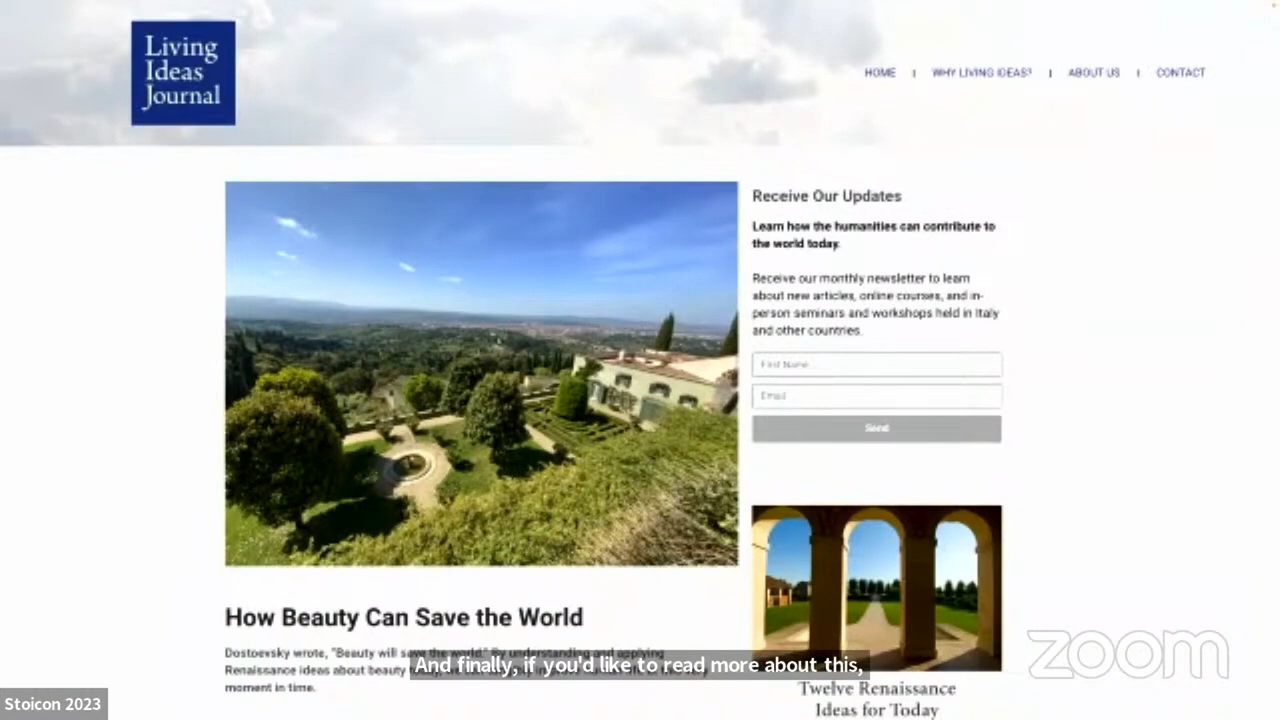 Living
Ideas
Journal
HOME | WHY LIVING IDEAS? | ABOUT US | CONTACT
Receive Our Updates
Learn how the humanities can contribute to
the world today.
Receive our monthly newsletter to learn
about new articles, online courses, and in-
person seminars and workshops held in Italy
and other countries.
First Name
Email
Send
How Beauty Can Save the World
Dostoevsky wrote, "Beauty will save the world." By understanding and applying
Renaissance ideas about beauty
moment in time.
And finally, if you'd like to read more about this,
zoom
Twelve Renaissance
Ideas for Today
Stoicon 2023